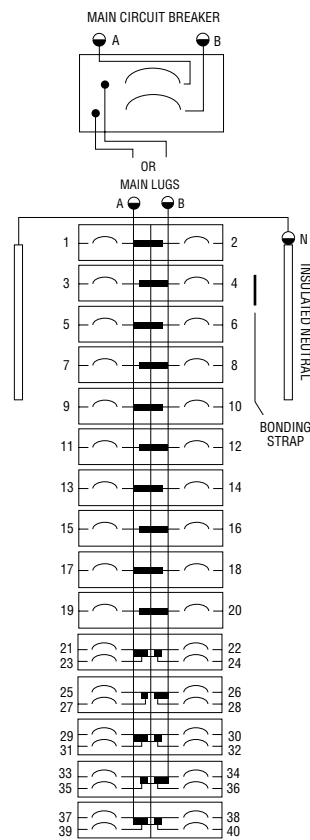 MAIN CIRCUIT BREAKER
A B
OR
MAIN LUGS
A B
N
INSULATED NEUTRAL
BONDING
STRAP
1 2
3 4
5 6
7 8
9 10
11 12
13 14
15 16
17 18
19 20
21 22
23 24
25 26
27 28
29 30
31 32
33 34
35 36
37 38
39 40